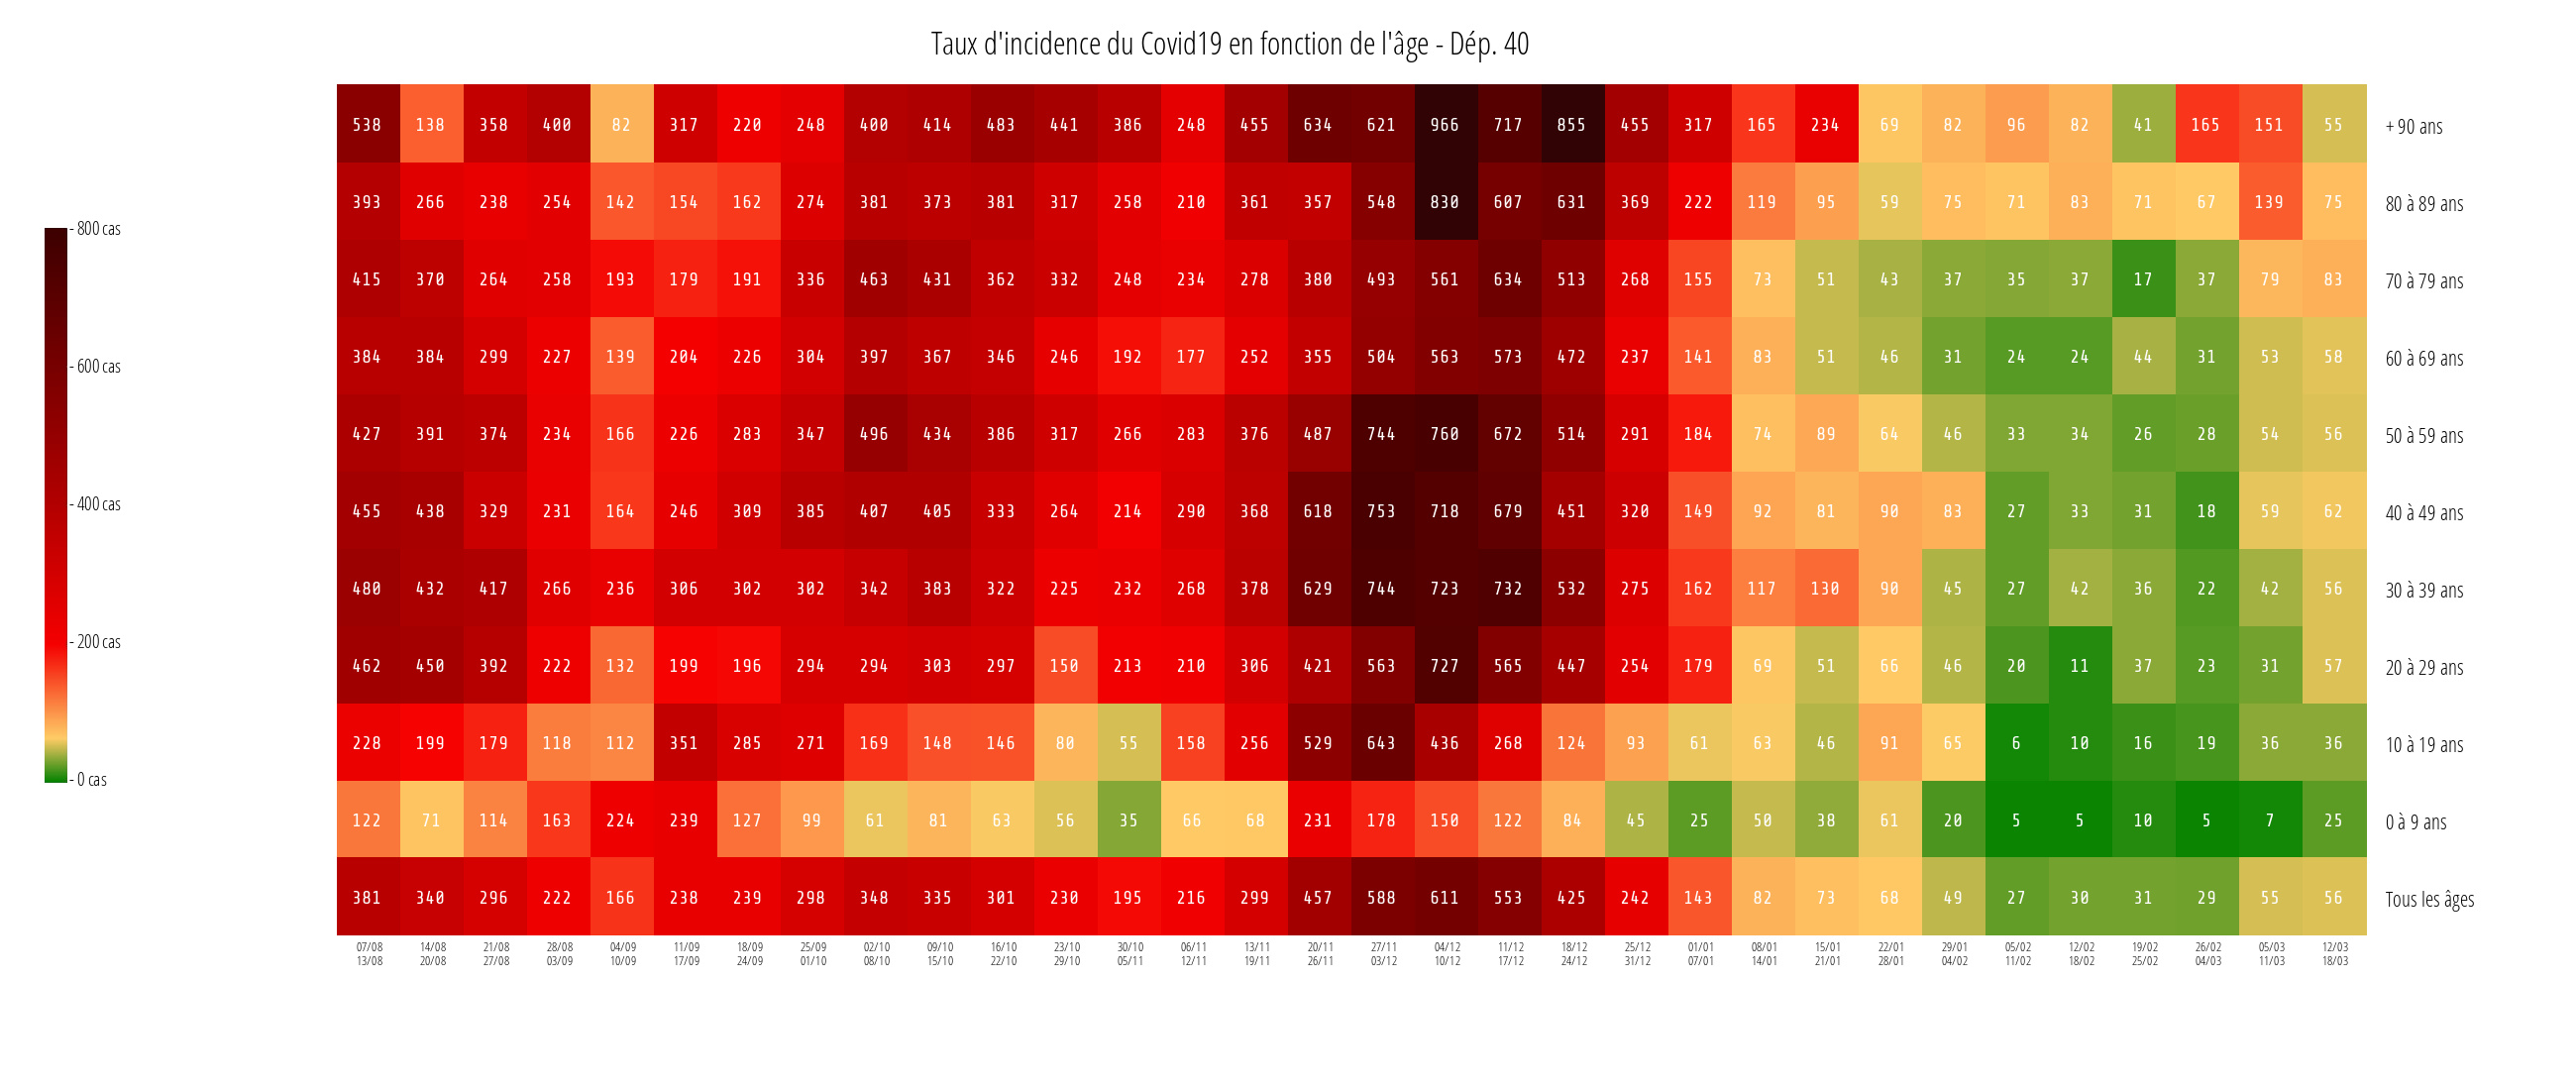 Taux d'incidence du Covid19 en fonction de l'âge - Dép. 40
538 138 358 400 82 317 220 248 400 414 483 441 386 248 455 634 621 966 717 855 455 317 165 234 69 82 96 82 41 165 151 55 + 90 ans
393 266 238 254 142 154 162 274 381 373 381 317 258 210 361 357 548 830 607 631 369 222 119 95 59 75 71 83 71 67 139 75 80 à 89 ans
415 370 264 258 193 179 191 336 463 431 362 332 248 234 278 380 493 561 634 513 268 155 73 51 43 37 35 37 17 37 79 83 70 à 79 ans
384 384 299 227 139 204 226 304 397 367 346 246 192 177 252 355 504 563 573 472 237 141 83 51 46 31 24 24 44 31 53 58 60 à 69 ans
427 391 374 234 166 226 283 347 496 434 386 317 266 283 376 487 744 760 672 514 291 184 74 89 64 46 33 34 26 28 54 56 50 à 59 ans
455 438 329 231 164 246 309 385 407 405 333 264 214 290 368 618 753 718 679 451 320 149 92 81 90 83 27 33 31 18 59 62 40 à 49 ans
480 432 417 266 236 306 302 302 342 383 322 225 232 268 378 629 744 723 732 532 275 162 117 130 90 45 27 42 36 22 42 56 30 à 39 ans
462 450 392 222 132 199 196 294 294 303 297 150 213 210 306 421 563 727 565 447 254 179 69 51 66 46 20 11 37 23 31 57 20 à 29 ans
228 199 179 118 112 351 285 271 169 148 146 80 55 158 256 529 643 436 268 124 93 61 63 46 91 65 6 10 16 19 36 36 10 à 19 ans
122 71 114 163 224 239 127 99 61 81 63 56 35 66 68 231 178 150 122 84 45 25 50 38 61 20 5 5 10 5 7 25 0 à 9 ans
381 340 296 222 166 238 239 298 348 335 301 230 195 216 299 457 588 611 553 425 242 143 82 73 68 49 27 30 31 29 55 56 Tous les âges
07/08 14/08 21/08 28/08 04/09 11/09 18/09 25/09 02/10 09/10 16/10 23/10 30/10 06/11 13/11 20/11 27/11 04/12 11/12 18/12 25/12 01/01 08/01 15/01 22/01 29/01 05/02 12/02 19/02 26/02 05/03 12/03
13/08 20/08 27/08 03/09 10/09 17/09 24/09 01/10 08/10 15/10 22/10 29/10 05/11 12/11 19/11 26/11 03/12 10/12 17/12 24/12 31/12 07/01 14/01 21/01 28/01 04/02 11/02 18/02 25/02 04/03 11/03 18/03
- 800 cas
- 600 cas
- 400 cas
- 200 cas
- 0 cas